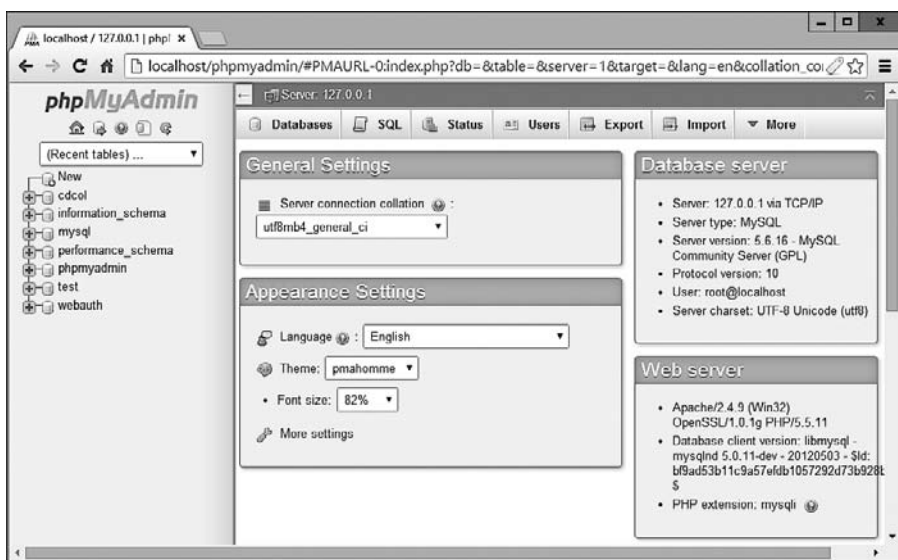 localhost / 127.0.0.1 | phpl
localhost/phpmyadmin/#PMAURL-0:index.php?db=&table=&server=1&target=&lang=en&collation_co
phpMyAdmin
(Recent tables) ...
New
cdcol
information_schema
mysql
performance_schema
phpmyadmin
test
webauth
Server: 127.0.0.1
Databases SQL Status Users Export Import More
General Settings
Server connection collation :
utf8mb4_general_ci
Appearance Settings
Language : English
Theme: pmahomme
• Font size: 82%
More settings
Database server
• Server: 127.0.0.1 via TCP/IP
• Server type: MySQL
• Server version: 5.6.16 - MySQL
Community Server (GPL)
• Protocol version: 10
• User: root@localhost
• Server charset: UTF-8 Unicode (utf8)
Web server
• Apache/2.4.9 (Win32)
OpenSSL/1.0.1g PHP/5.5.11
• Database client version: libmysql -
mysqlnd 5.0.11-dev - 20120503 - $Id:
bf9ad53b11c9a57efdb1057292d73b928b
$
• PHP extension: mysqli